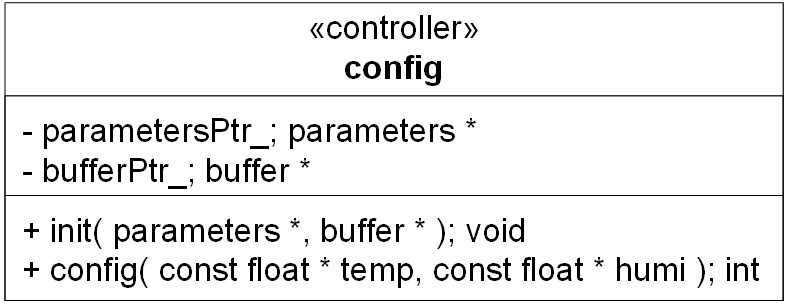 «controller»
config
- parametersPtr_; parameters *
- bufferPtr_; buffer *
+ init( parameters *, buffer * ); void
+ config( const float * temp, const float * humi ); int